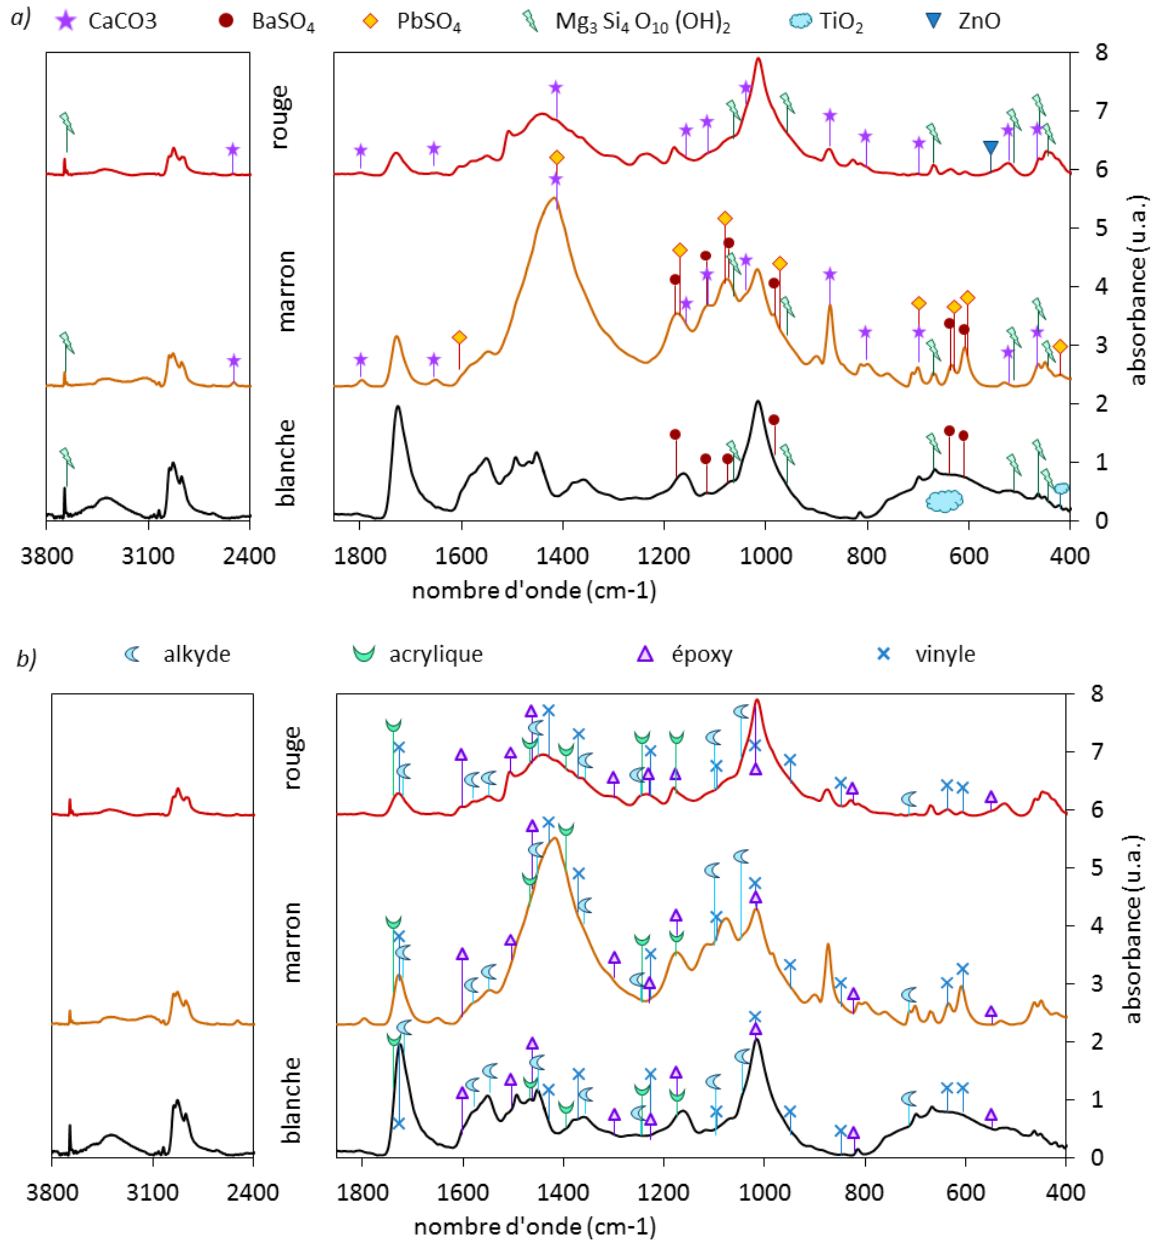 a) CaCO3 BaSO₄ PbSO₄ Mg₃ Si₄ O₁₀ (OH)₂ TiO₂ ZnO
rouge
marron
blanche
8
7
6
5
4
3
2
1
0
absorbance (u.a.)
3800 3100 2400 1800 1600 1400 1200 1000 800 600 400
nombre d'onde (cm-1)
b) alkyde acrylique époxy vinyle
rouge
marron
blanche
8
7
6
5
4
3
2
1
0
absorbance (u.a.)
3800 3100 2400 1800 1600 1400 1200 1000 800 600 400
nombre d'onde (cm-1)